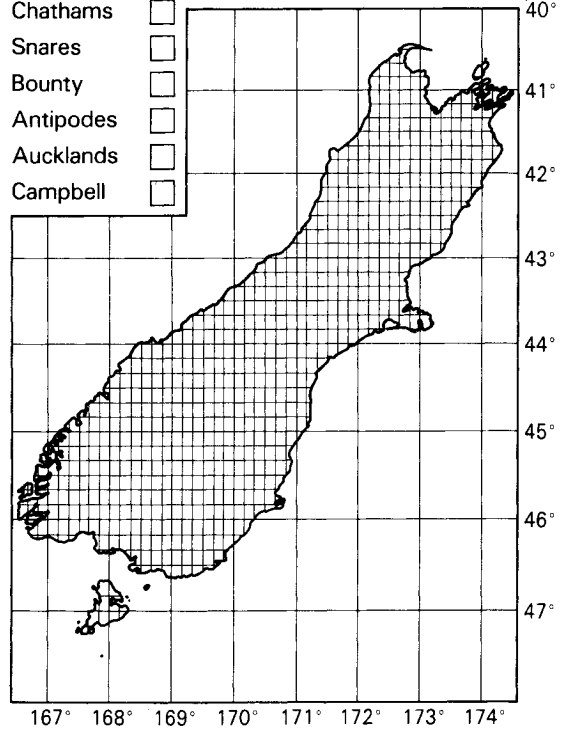 Chathams
Snares
Bounty
Antipodes
Aucklands
Campbell
40°
41°
42°
43°
44°
45°
46°
47°
167° 168° 169° 170° 171° 172° 173° 174°